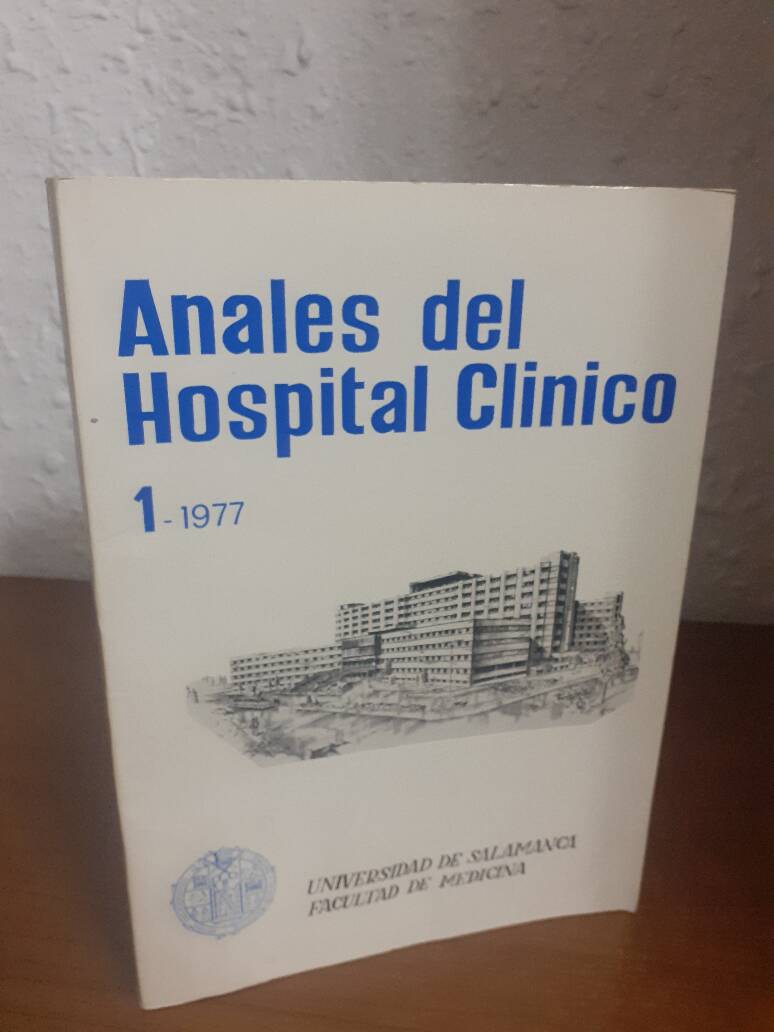 Anales del
Hospital Clinico
1 - 1977
UNIVERSIDAD DE SALAMANCA
FACULTAD DE MEDICINA